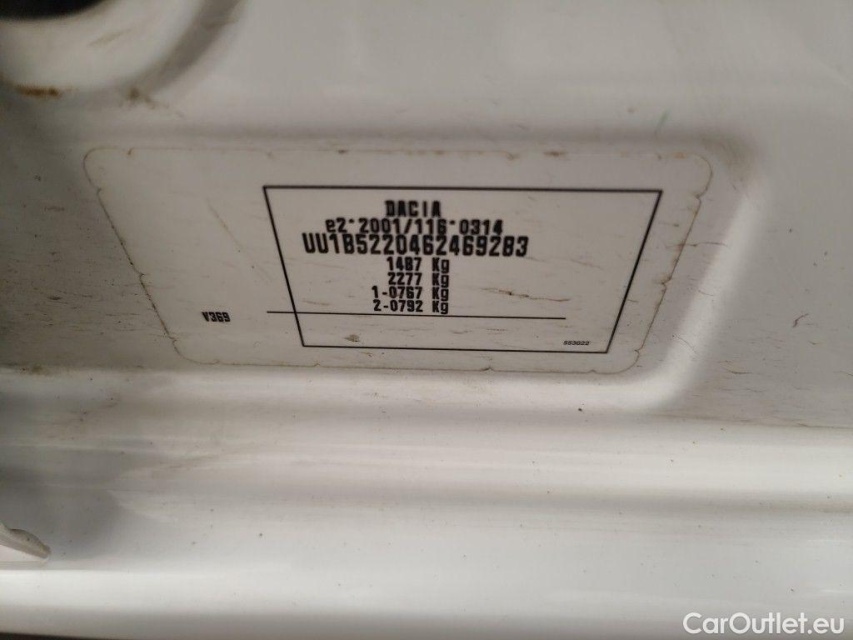 DACIA
e2*2001/116*0314
UU1B5220462469283
1487 Kg
2277 Kg
1-0767 Kg
2-0792 Kg
V369
CarOutlet.eu